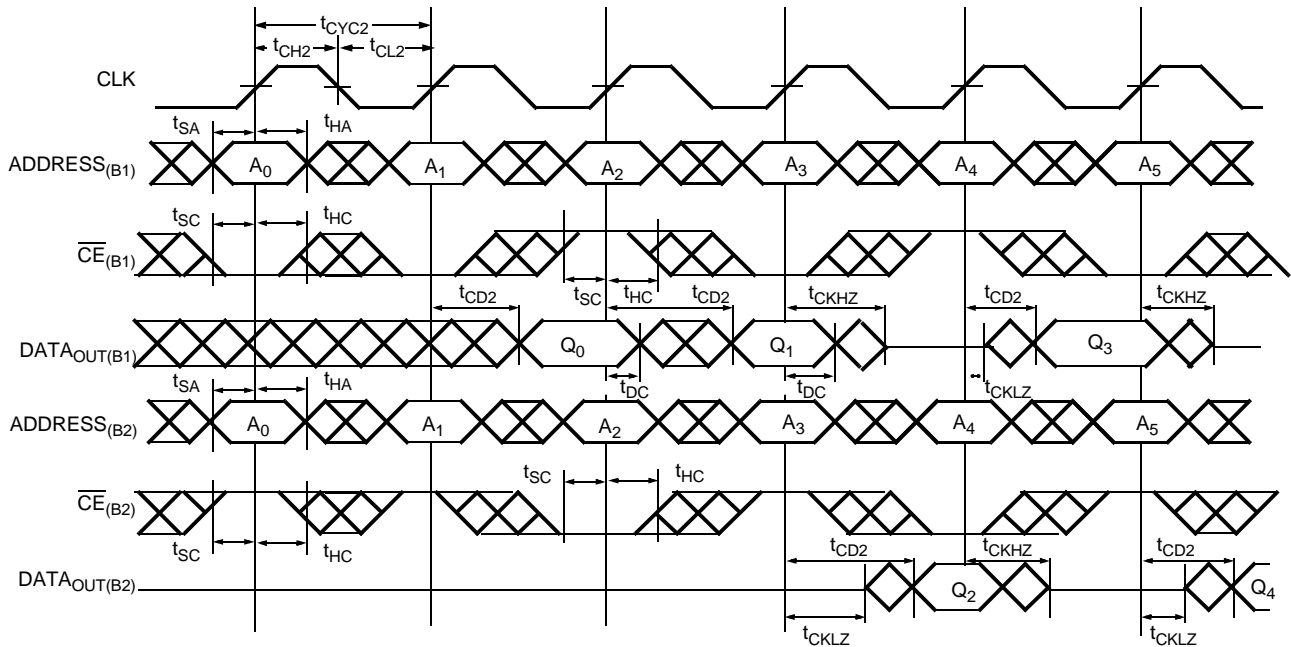 tCYC2
tCH2 tCL2
CLK
tSA tHA
ADDRESS(B1) A0 A1 A2 A3 A4 A5
tSC tHC
CE(B1)
tCD2 tSC tHC tCD2 tCKHZ tCD2 tCKHZ
DATAOUT(B1) Q0 Q1 Q3
tSA tHA tDC tDC tCKLZ
ADDRESS(B2) A0 A1 A2 A3 A4 A5
tSC tHC
CE(B2)
tSC tHC tCD2 tCKHZ tCD2
DATAOUT(B2) Q2 Q4
tCKLZ tCKLZ